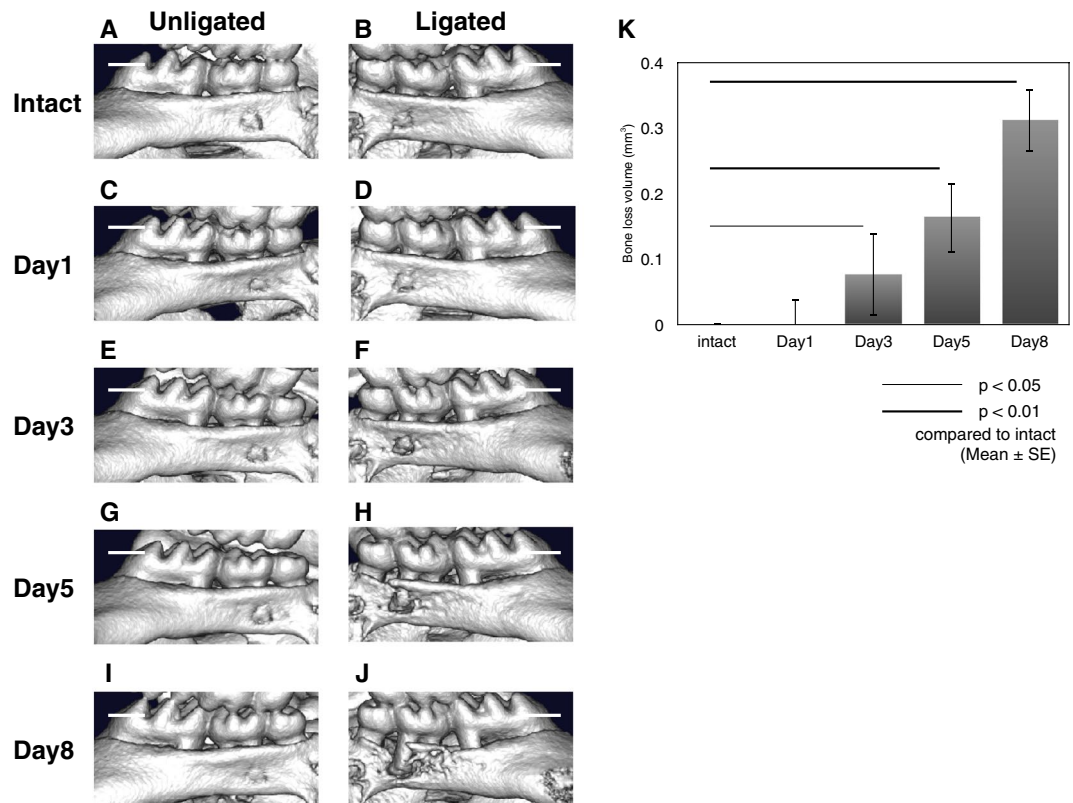 Unligated
Ligated
A
B
Intact
C
D
Day1
E
F
Day3
G
H
Day5
I
J
Day8
K
Bone loss volume (mm³)
0.4
0.3
0.2
0.1
0
intact Day1 Day3 Day5 Day8
p < 0.05
p < 0.01
compared to intact
(Mean ± SE)